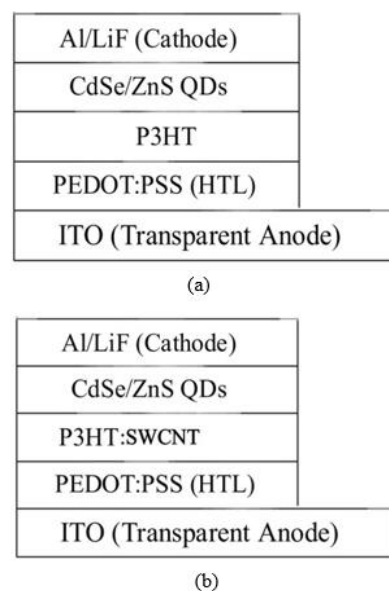 Al/LiF (Cathode)
CdSe/ZnS QDs
P3HT
PEDOT:PSS (HTL)
ITO (Transparent Anode)
(a)
Al/LiF (Cathode)
CdSe/ZnS QDs
P3HT:SWCNT
PEDOT:PSS (HTL)
ITO (Transparent Anode)
(b)